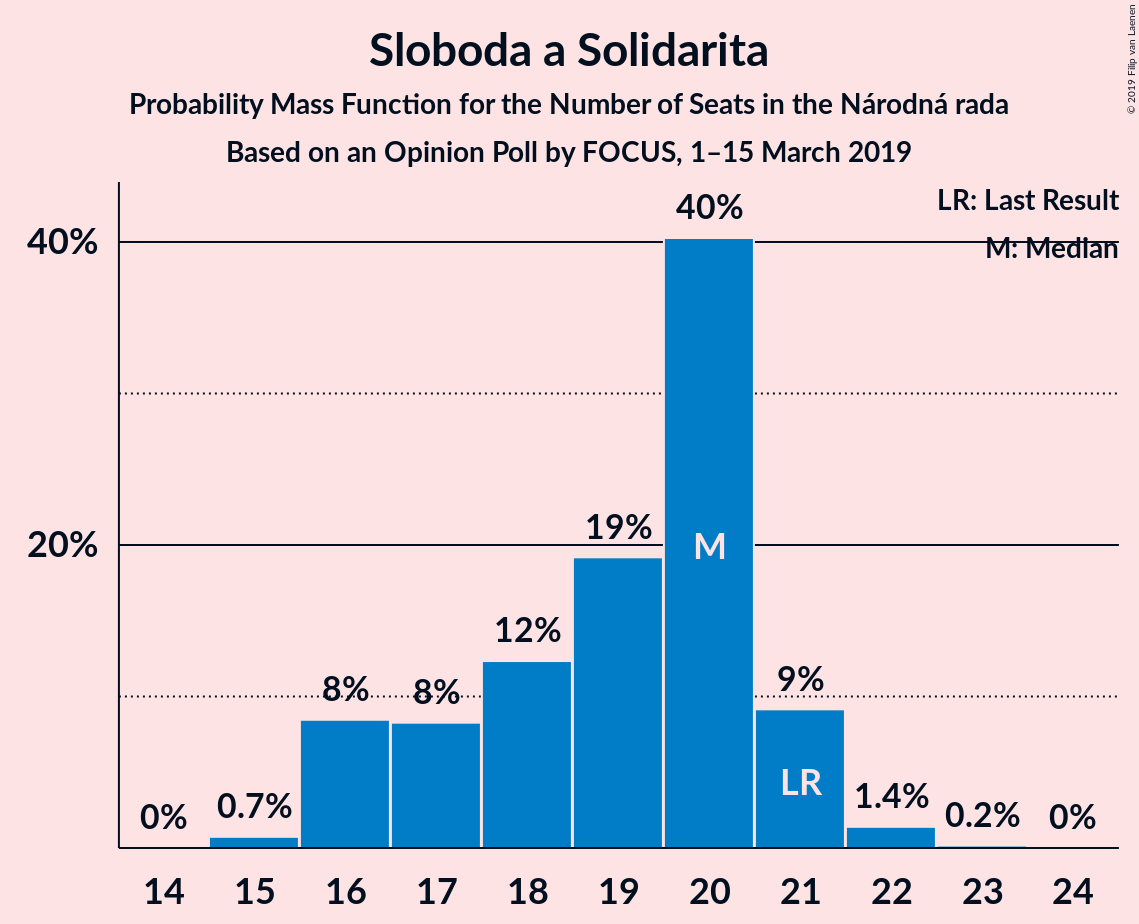 Sloboda a Solidarita
Probability Mass Function for the Number of Seats in the Národná rada
Based on an Opinion Poll by FOCUS, 1–15 March 2019
© 2019 Filip van Laenen
LR: Last Result
M: Median
40%
20%
0%
0.7%
8%
8%
12%
19%
40%
9%
1.4%
0.2%
0%
M
LR
14 15 16 17 18 19 20 21 22 23 24